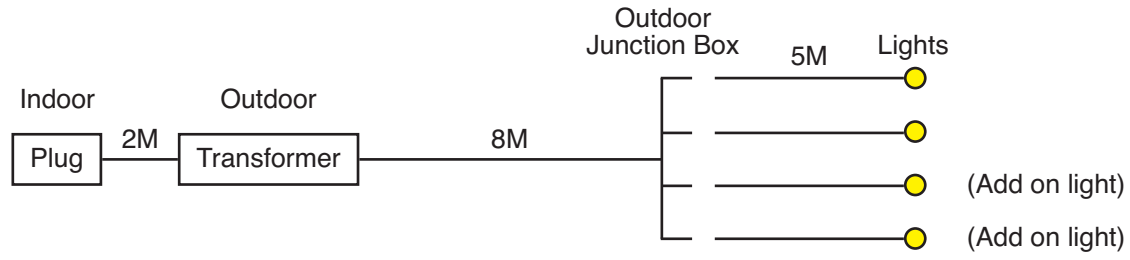 Outdoor
Junction Box
5M
Lights
Indoor
Outdoor
Plug
2M
Transformer
8M
(Add on light)
(Add on light)